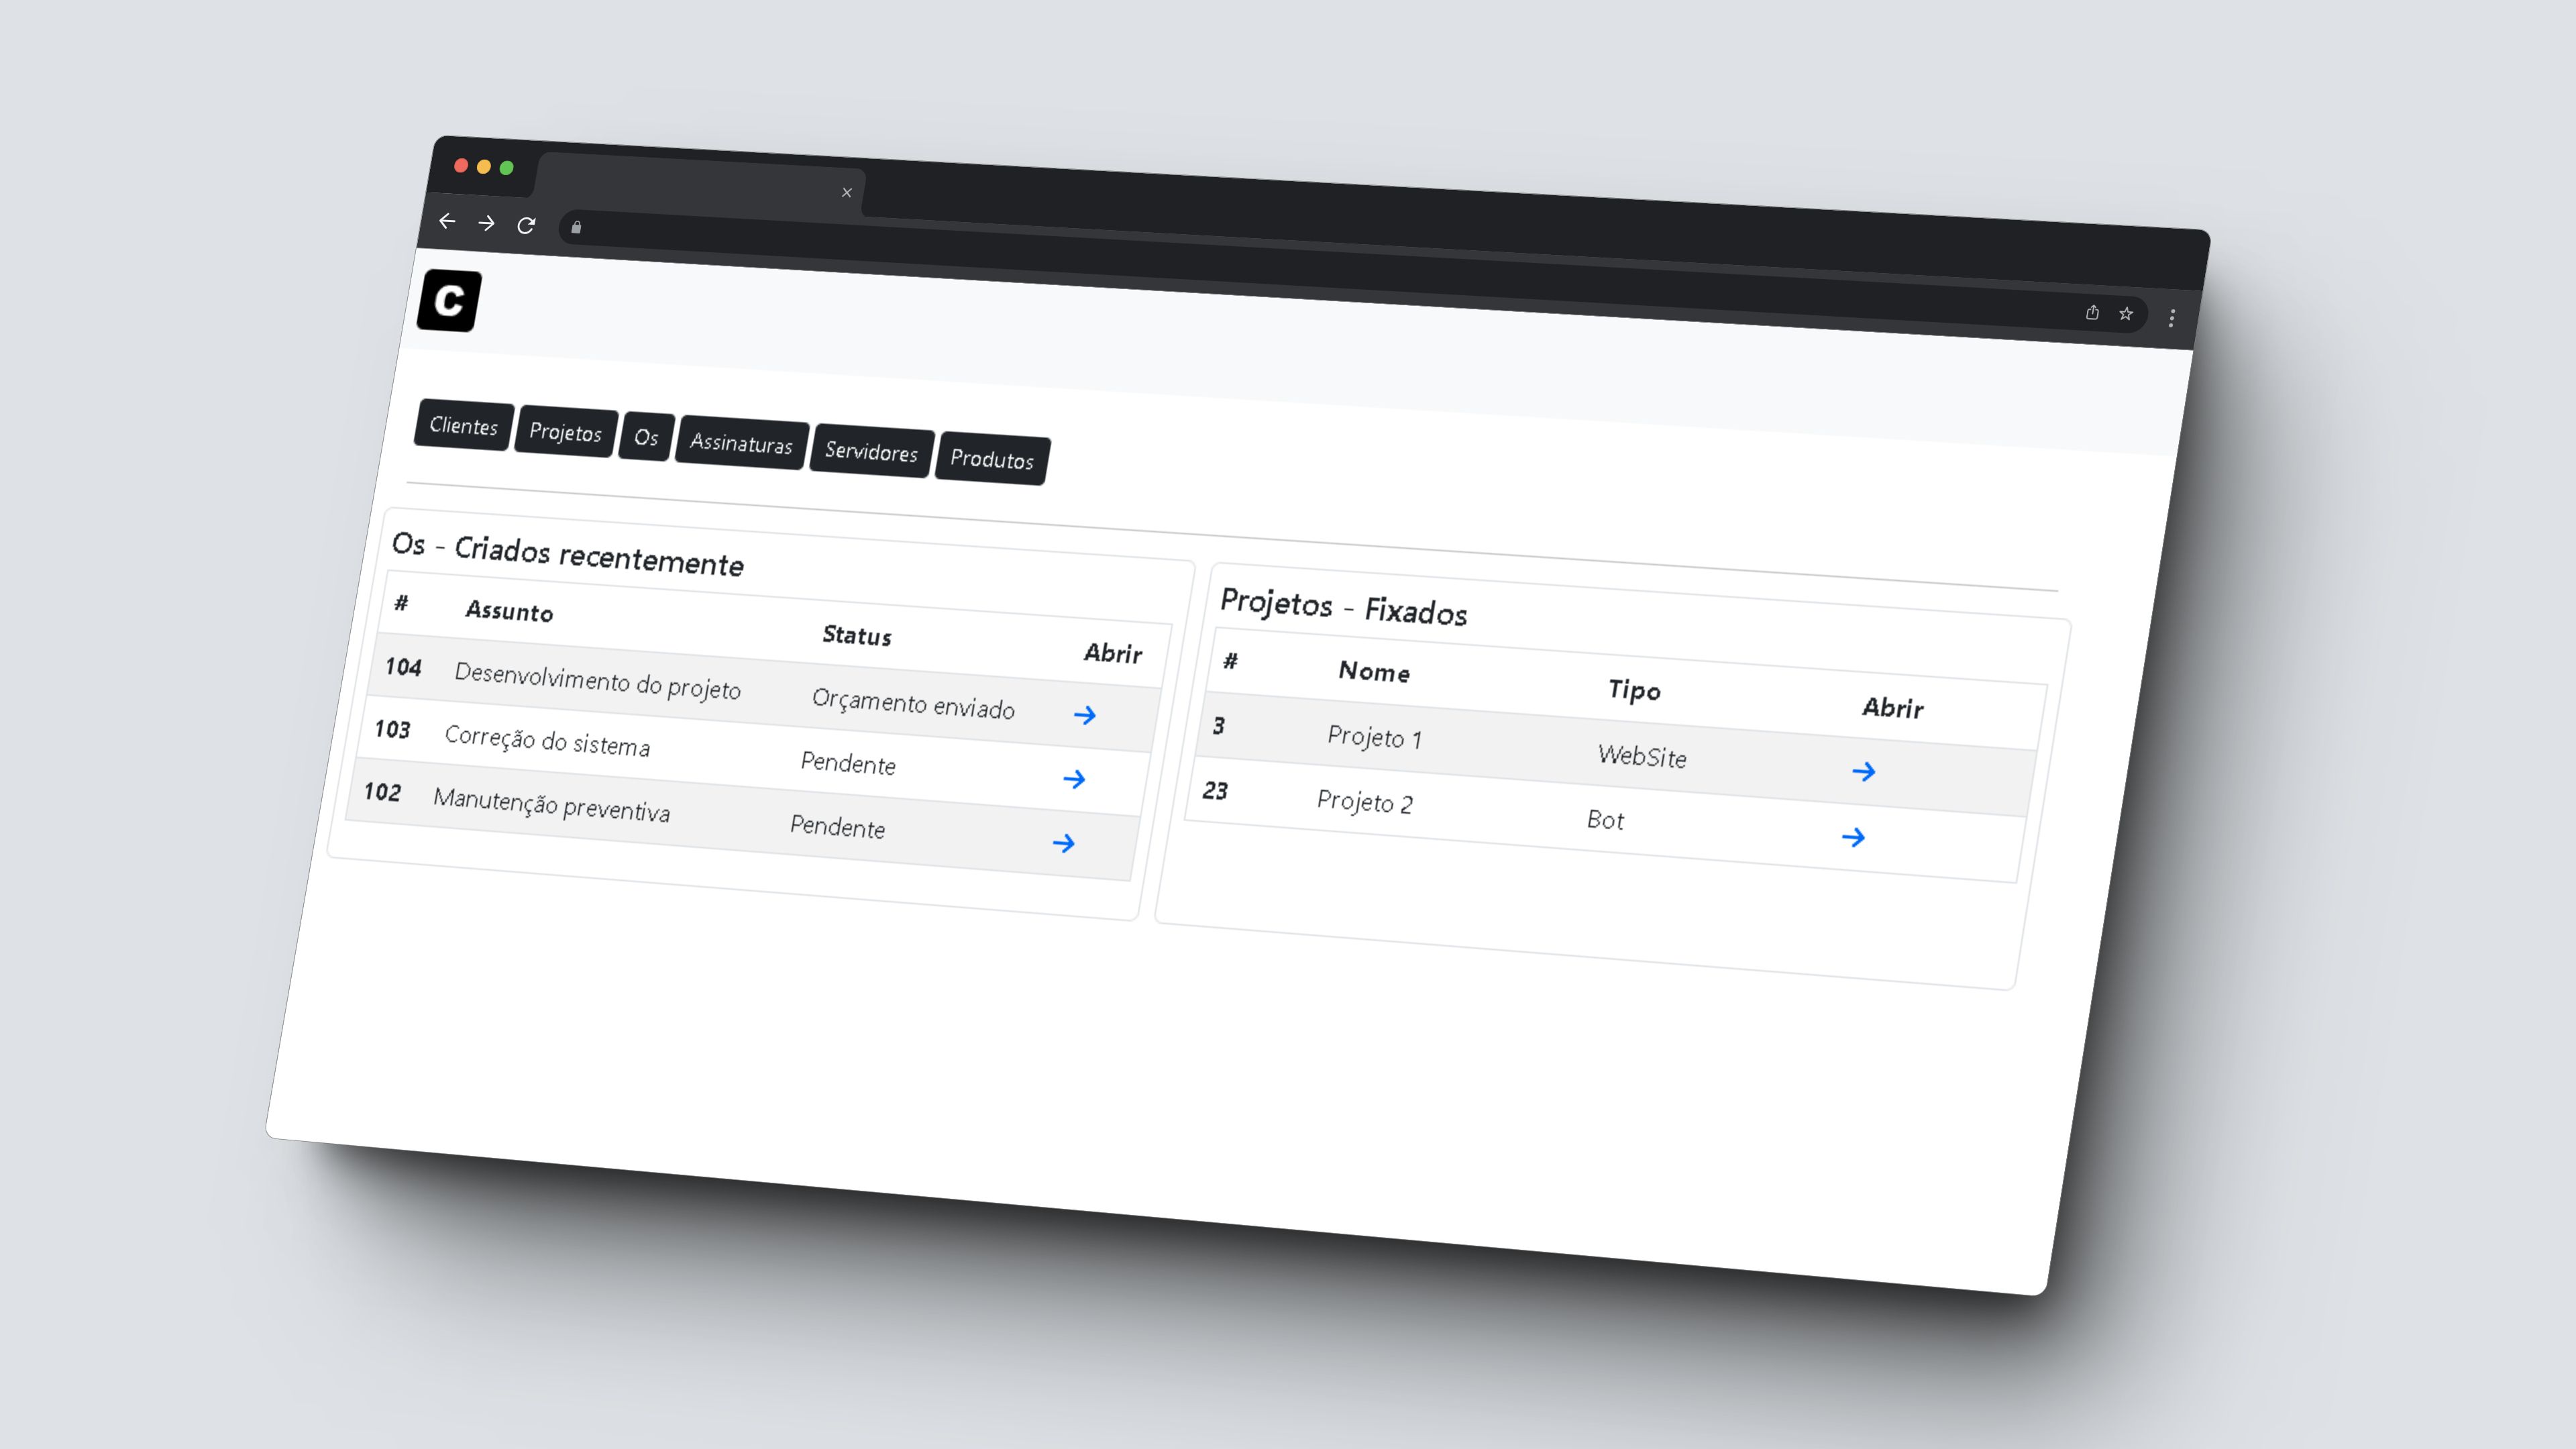 C
Clientes Projetos Os Assinaturas Servidores Produtos
Os - Criados recentemente
# Assunto Status Abrir
104 Desenvolvimento do projeto Orçamento enviado
103 Correção do sistema Pendente
102 Manutenção preventiva Pendente
Projetos - Fixados
# Nome Tipo Abrir
3 Projeto 1 WebSite
23 Projeto 2 Bot